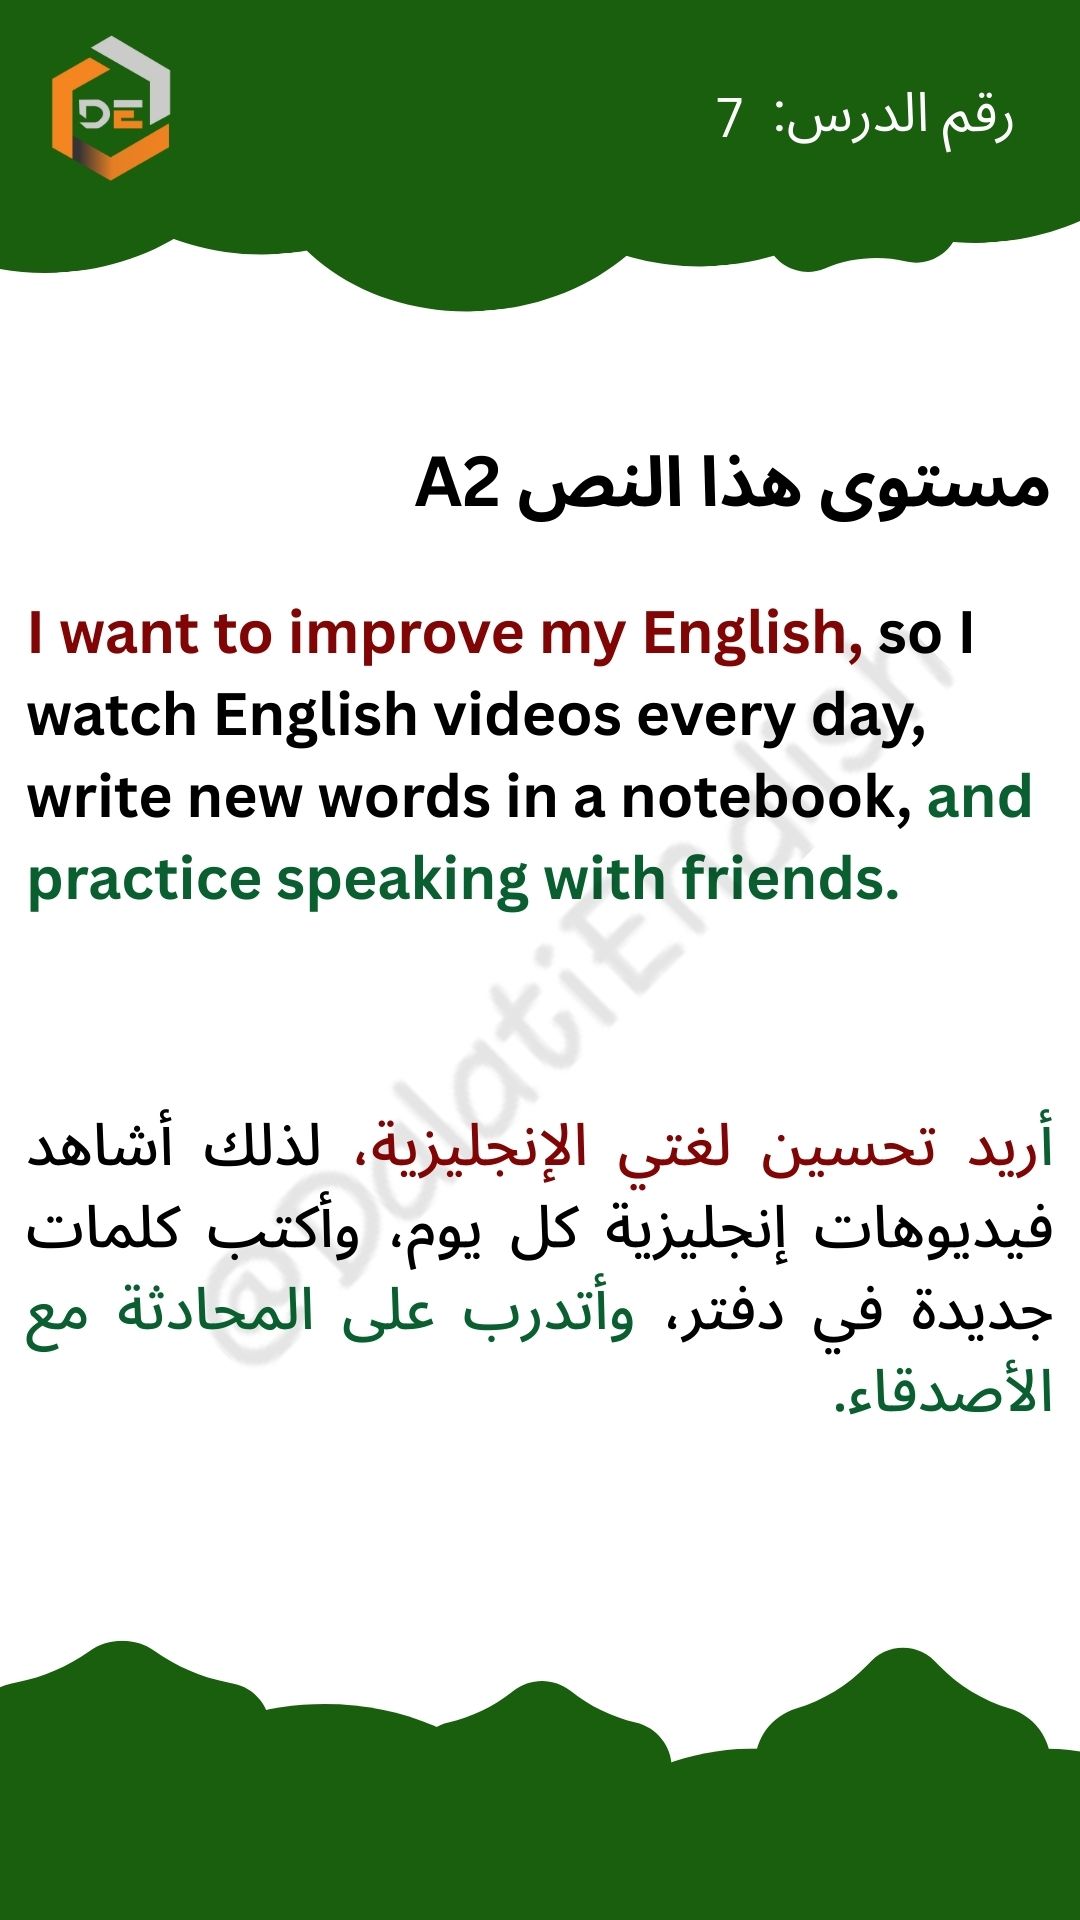 DE
رقم الدرس: 7
مستوى هذا النص A2
I want to improve my English, so I
watch English videos every day,
write new words in a notebook, and
practice speaking with friends.
أريد تحسين لغتي الإنجليزية، لذلك أشاهد
فيديوهات إنجليزية كل يوم، وأكتب كلمات
جديدة في دفتر، وأتدرب على المحادثة مع
الأصدقاء.
@DalatiEnglish